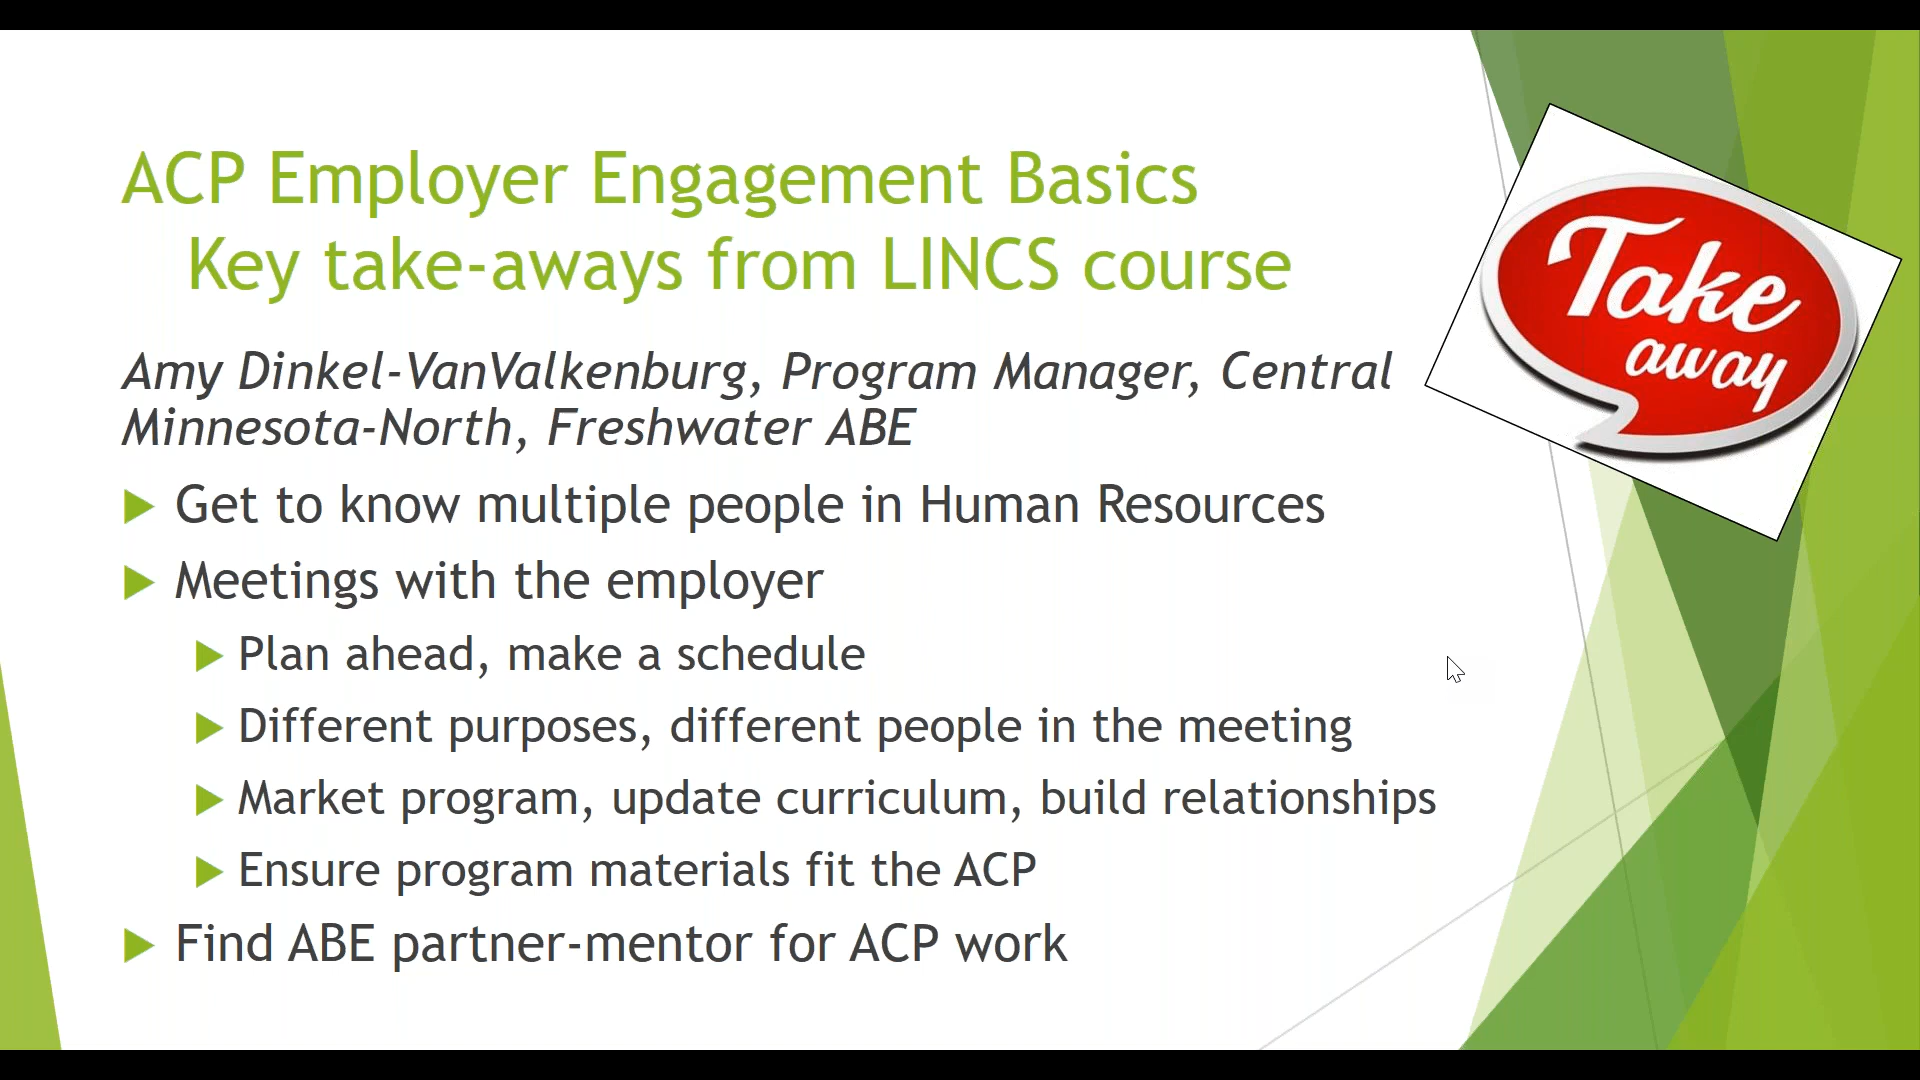 ACP Employer Engagement Basics
Key take-aways from LINCS course
Take
away
Amy Dinkel-VanValkenburg, Program Manager, Central
Minnesota-North, Freshwater ABE
Get to know multiple people in Human Resources
Meetings with the employer
Plan ahead, make a schedule
Different purposes, different people in the meeting
Market program, update curriculum, build relationships
Ensure program materials fit the ACP
Find ABE partner-mentor for ACP work